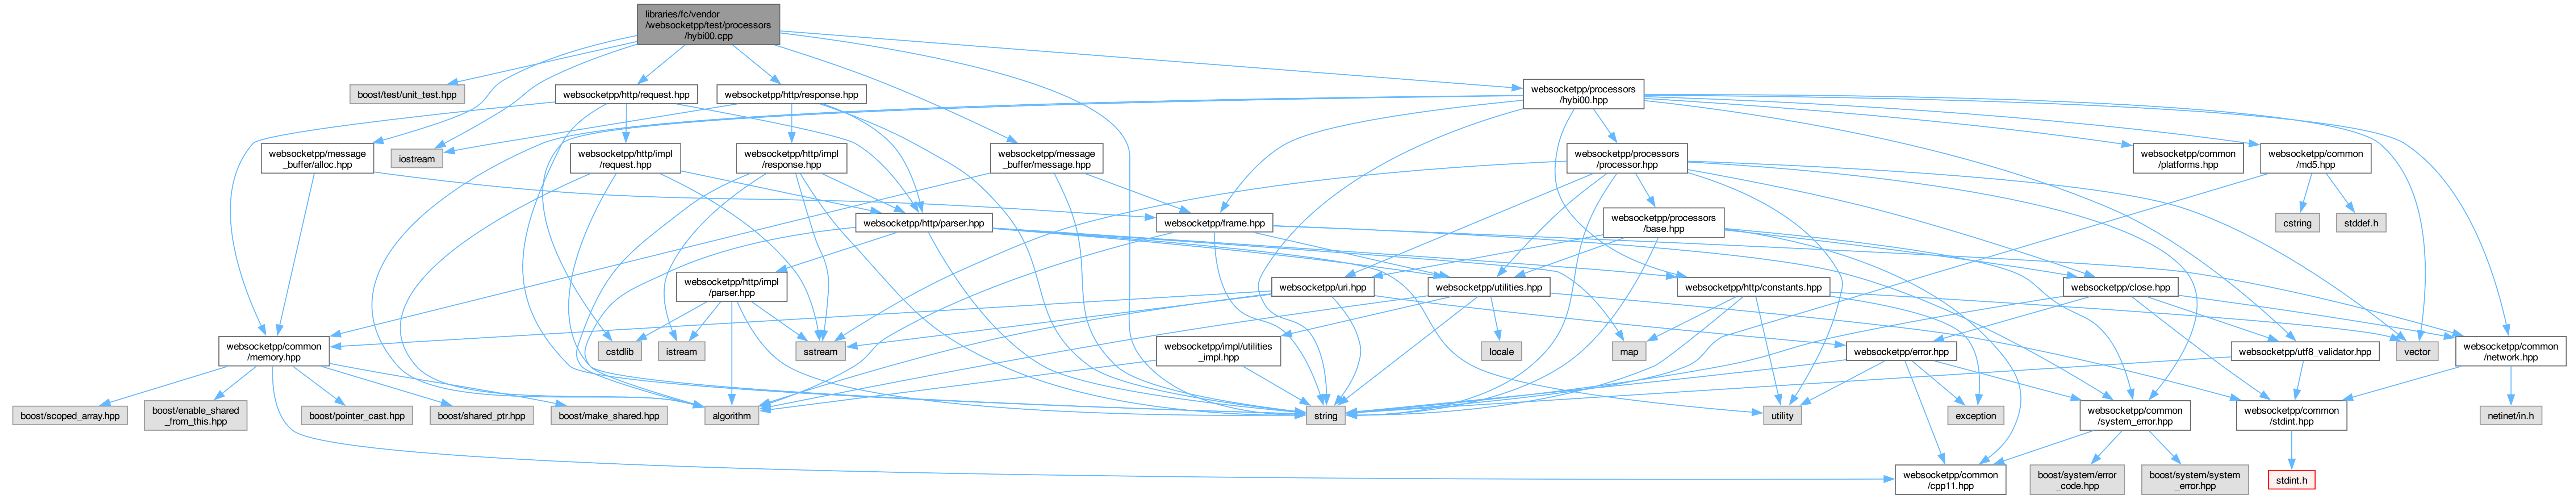 libraries/fc/vendor
/websocketpp/test/processors
/hybi00.cpp
boost/test/unit_test.hpp
websocketpp/http/request.hpp
websocketpp/http/response.hpp
websocketpp/processors
/hybi00.hpp
websocketpp/message
_buffer/alloc.hpp
iostream
websocketpp/http/impl
/request.hpp
websocketpp/http/impl
/response.hpp
websocketpp/message
_buffer/message.hpp
websocketpp/processors
/processor.hpp
websocketpp/common
/platforms.hpp
websocketpp/common
/md5.hpp
websocketpp/http/parser.hpp
websocketpp/frame.hpp
websocketpp/processors
/base.hpp
cstring
stddef.h
websocketpp/http/impl
/parser.hpp
websocketpp/uri.hpp
websocketpp/utilities.hpp
websocketpp/http/constants.hpp
websocketpp/close.hpp
websocketpp/common
/memory.hpp
cstdlib
istream
sstream
websocketpp/impl/utilities
_impl.hpp
locale
map
websocketpp/error.hpp
websocketpp/utf8_validator.hpp
vector
websocketpp/common
/network.hpp
boost/scoped_array.hpp
boost/enable_shared
_from_this.hpp
boost/pointer_cast.hpp
boost/shared_ptr.hpp
boost/make_shared.hpp
algorithm
string
utility
exception
websocketpp/common
/system_error.hpp
websocketpp/common
/stdint.hpp
netinet/in.h
websocketpp/common
/cpp11.hpp
boost/system/error
_code.hpp
boost/system/system
_error.hpp
stdint.h